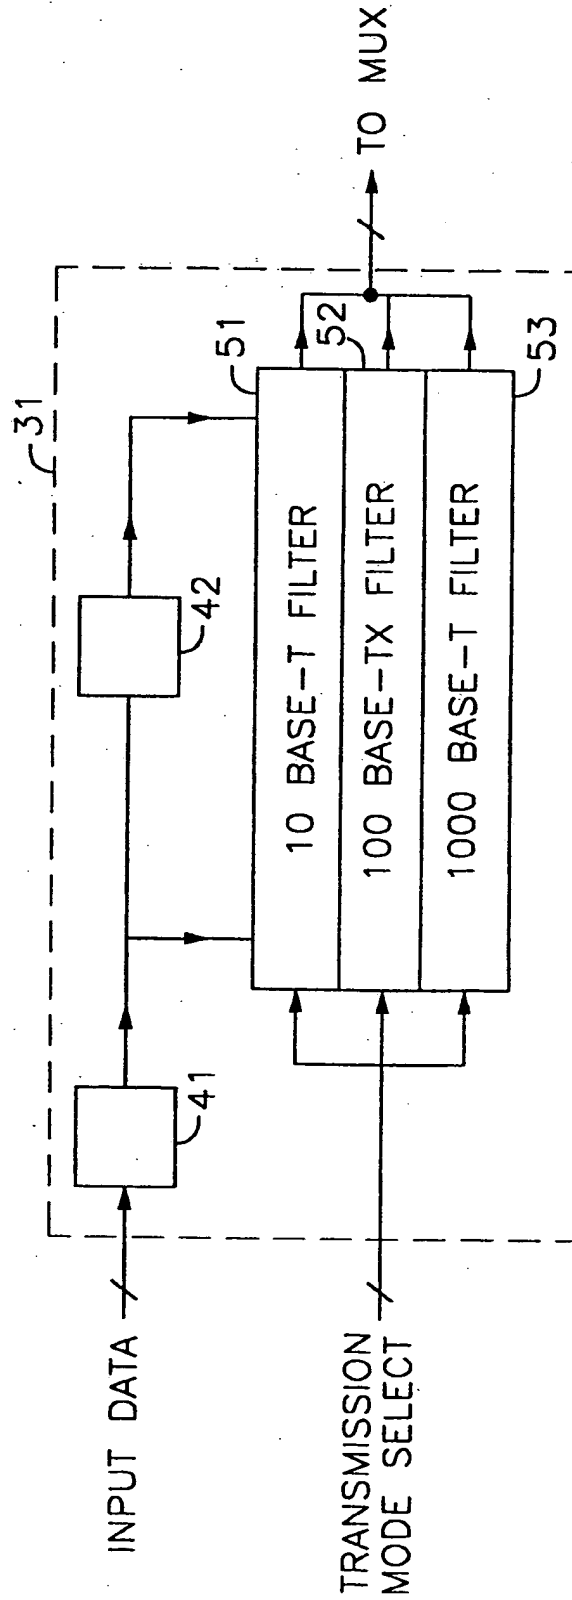 31
INPUT DATA
41
42
51
52
53
10 BASE-T FILTER
100 BASE-TX FILTER
1000 BASE-T FILTER
TRANSMISSION
MODE SELECT
TO MUX